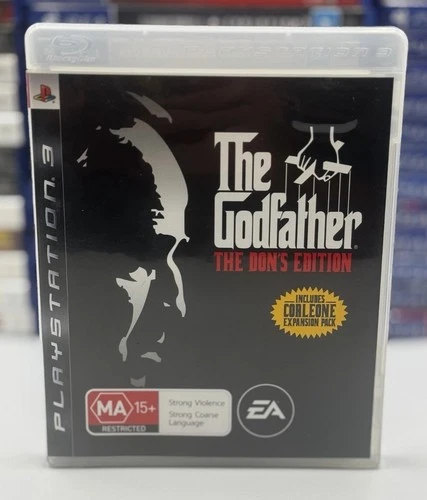 PLAYSTATION 3
The
Godfather
THE DON'S EDITION
INCLUDES
CORLEONE
EXPANSION PACK
MA 15+
RESTRICTED
Strong Violence
Strong Coarse
Language
EA